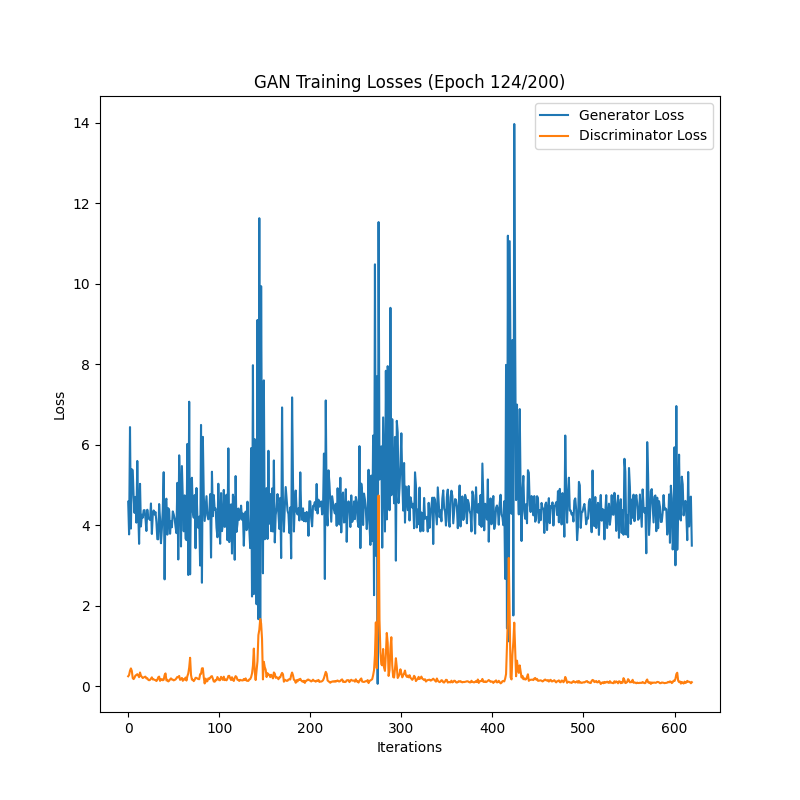 GAN Training Losses (Epoch 124/200)
Generator Loss
Discriminator Loss
14
12
10
8
6
4
2
0
Loss
0 100 200 300 400 500 600
Iterations